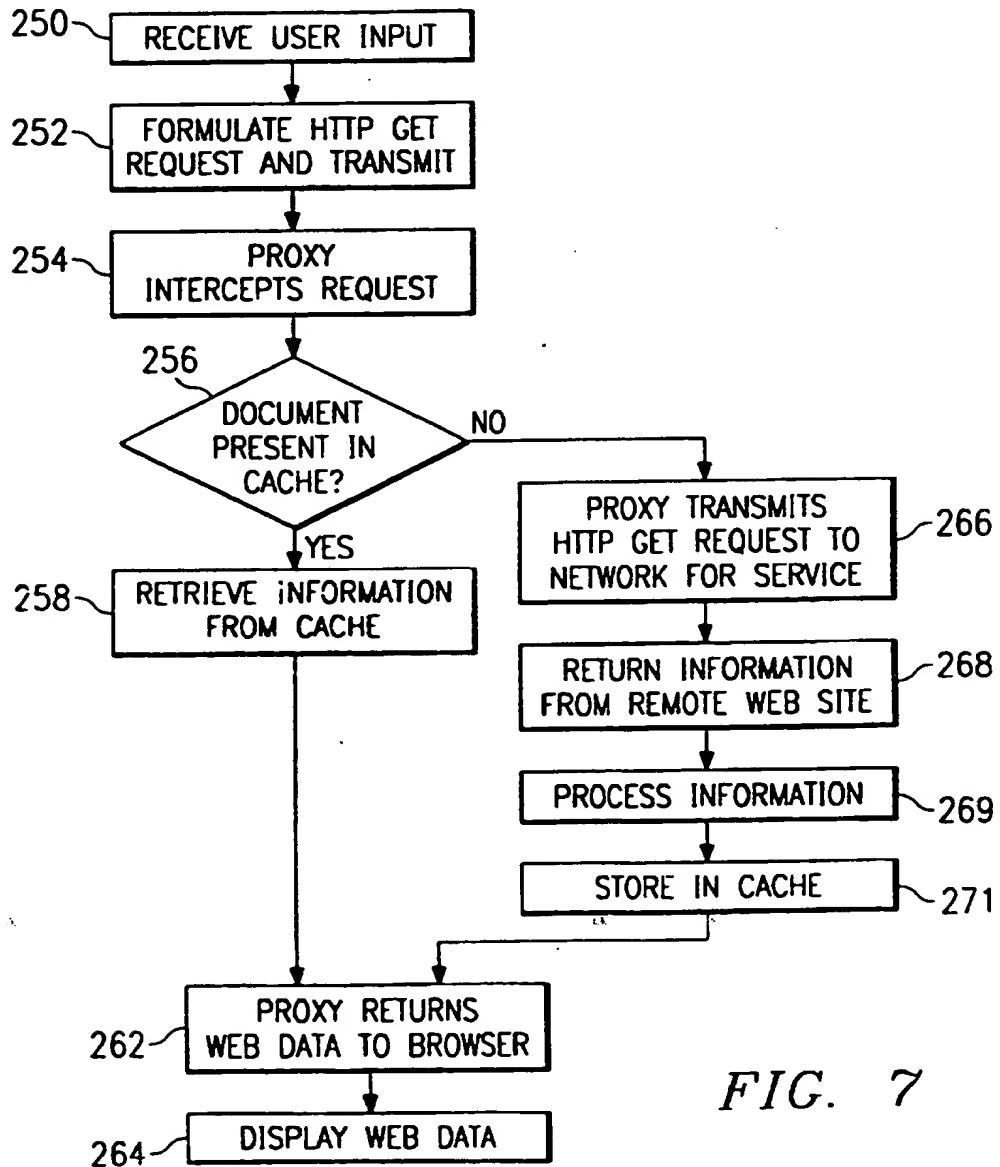 250
RECEIVE USER INPUT
252
FORMULATE HTTP GET
REQUEST AND TRANSMIT
254
PROXY
INTERCEPTS REQUEST
256
DOCUMENT
PRESENT IN
CACHE?
NO
YES
258
RETRIEVE INFORMATION
FROM CACHE
PROXY TRANSMITS
HTTP GET REQUEST TO
NETWORK FOR SERVICE
266
RETURN INFORMATION
FROM REMOTE WEB SITE
268
PROCESS INFORMATION
269
STORE IN CACHE
271
262
PROXY RETURNS
WEB DATA TO BROWSER
264
DISPLAY WEB DATA
FIG. 7